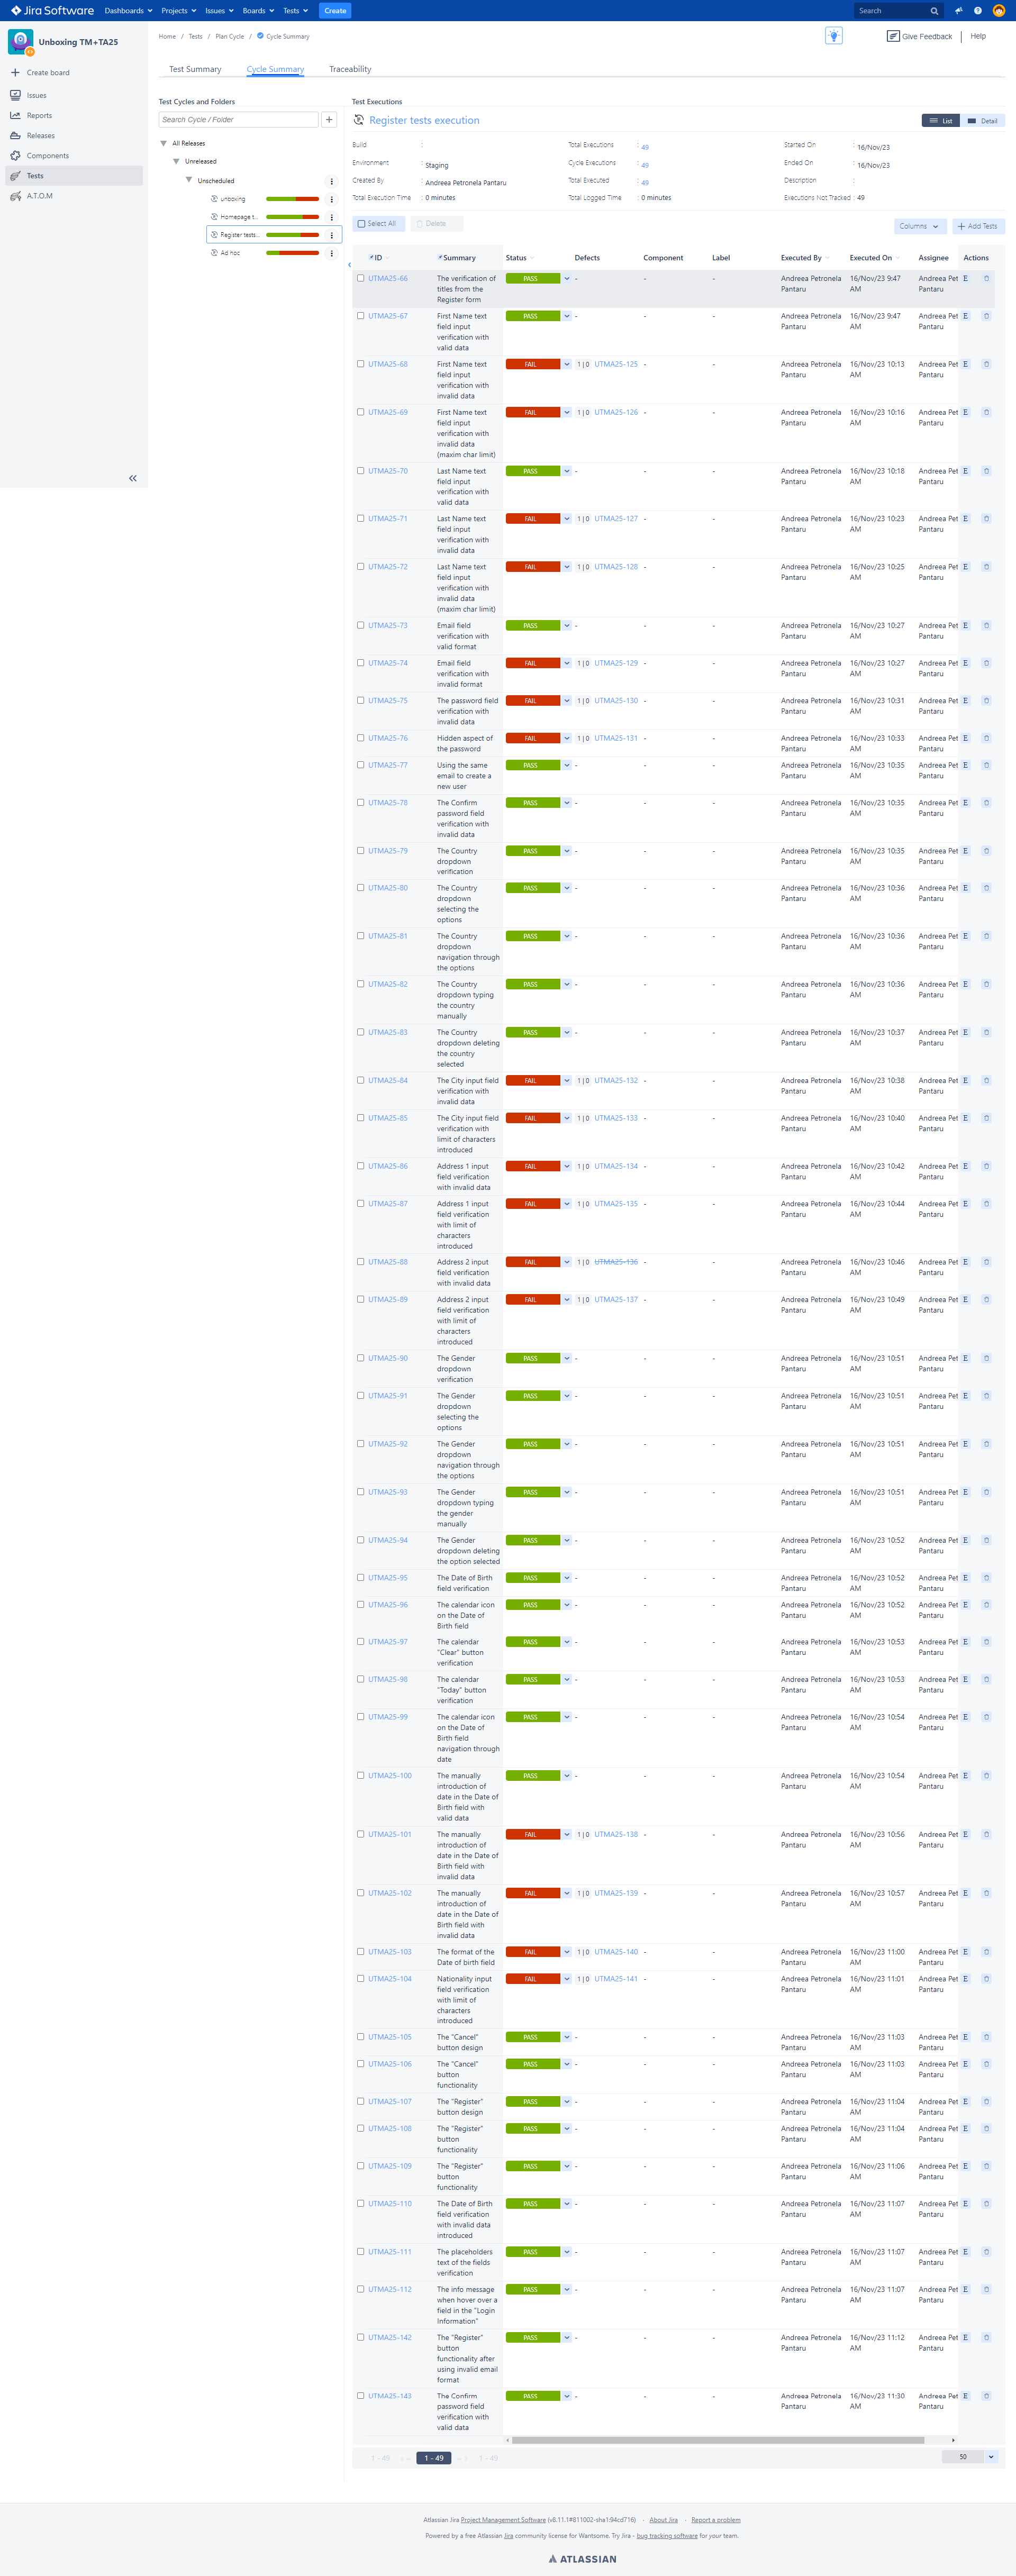 Jira Software Dashboards Projects Issues Boards Tests Create Search
Unboxing TM+TA25
Create board
Issues
Reports
Releases
Components
Tests
A.T.O.M
Home / Tests / Plan Cycle / Cycle Summary
Give Feedback Help
Test Summary Cycle Summary Traceability
Test Cycles and Folders
Search Cycle / Folder
All Releases
Unreleased
Unscheduled
unboxing
Homepage t...
Register tests...
Ad hoc
Test Executions
Register tests execution
List Detail
Build : Total Executions : 49 Started On : 16/Nov/23
Environment : Staging Cycle Executions : 49 Ended On : 16/Nov/23
Created By : Andreea Petronela Pantaru Total Executed : 49 Description :
Total Execution Time : 0 minutes Total Logged Time : 0 minutes Executions Not Tracked : 49
Select All Delete Columns Add Tests
ID Summary Status Defects Component Label Executed By Executed On Assignee Actions
UTMA25-66 The verification of PASS - - - Andreea Petronela 16/Nov/23 9:47 Andreea Pet E
titles from the Pantaru AM Pantaru
Register form
UTMA25-67 First Name text PASS - - - Andreea Petronela 16/Nov/23 9:47 Andreea Pet E
field input Pantaru AM Pantaru
verification with
valid data
UTMA25-68 First Name text FAIL 1 | 0 UTMA25-125 - - Andreea Petronela 16/Nov/23 10:13 Andreea Pet E
field input Pantaru AM Pantaru
verification with
invalid data
UTMA25-69 First Name text FAIL 1 | 0 UTMA25-126 - - Andreea Petronela 16/Nov/23 10:16 Andreea Pet E
field input Pantaru AM Pantaru
verification with
invalid data
(maxim char limit)
UTMA25-70 Last Name text PASS - - - Andreea Petronela 16/Nov/23 10:18 Andreea Pet E
field input Pantaru AM Pantaru
verification with
valid data
UTMA25-71 Last Name text FAIL 1 | 0 UTMA25-127 - - Andreea Petronela 16/Nov/23 10:23 Andreea Pet E
field input Pantaru AM Pantaru
verification with
invalid data
UTMA25-72 Last Name text FAIL 1 | 0 UTMA25-128 - - Andreea Petronela 16/Nov/23 10:25 Andreea Pet E
field input Pantaru AM Pantaru
verification with
invalid data
(maxim char limit)
UTMA25-73 Email field PASS - - - Andreea Petronela 16/Nov/23 10:27 Andreea Pet E
verification with Pantaru AM Pantaru
valid format
UTMA25-74 Email field FAIL 1 | 0 UTMA25-129 - - Andreea Petronela 16/Nov/23 10:27 Andreea Pet E
verification with Pantaru AM Pantaru
invalid format
UTMA25-75 The password field FAIL 1 | 0 UTMA25-130 - - Andreea Petronela 16/Nov/23 10:31 Andreea Pet E
verification with Pantaru AM Pantaru
invalid data
UTMA25-76 Hidden aspect of FAIL 1 | 0 UTMA25-131 - - Andreea Petronela 16/Nov/23 10:33 Andreea Pet E
the password Pantaru AM Pantaru
UTMA25-77 Using the same PASS - - - Andreea Petronela 16/Nov/23 10:35 Andreea Pet E
email to create a Pantaru AM Pantaru
new user
UTMA25-78 The Confirm PASS - - - Andreea Petronela 16/Nov/23 10:35 Andreea Pet E
password field Pantaru AM Pantaru
verification with
invalid data
UTMA25-79 The Country PASS - - - Andreea Petronela 16/Nov/23 10:35 Andreea Pet E
dropdown Pantaru AM Pantaru
verification
UTMA25-80 The Country PASS - - - Andreea Petronela 16/Nov/23 10:36 Andreea Pet E
dropdown Pantaru AM Pantaru
selecting the
options
UTMA25-81 The Country PASS - - - Andreea Petronela 16/Nov/23 10:36 Andreea Pet E
dropdown Pantaru AM Pantaru
navigation through
the options
UTMA25-82 The Country PASS - - - Andreea Petronela 16/Nov/23 10:36 Andreea Pet E
dropdown typing Pantaru AM Pantaru
the country
manually
UTMA25-83 The Country PASS - - - Andreea Petronela 16/Nov/23 10:37 Andreea Pet E
dropdown deleting Pantaru AM Pantaru
the country
selected
UTMA25-84 The City input field FAIL 1 | 0 UTMA25-132 - - Andreea Petronela 16/Nov/23 10:38 Andreea Pet E
verification with Pantaru AM Pantaru
invalid data
UTMA25-85 The City input field FAIL 1 | 0 UTMA25-133 - - Andreea Petronela 16/Nov/23 10:40 Andreea Pet E
verification with Pantaru AM Pantaru
limit of characters
introduced
UTMA25-86 Address 1 input FAIL 1 | 0 UTMA25-134 - - Andreea Petronela 16/Nov/23 10:42 Andreea Pet E
field verification Pantaru AM Pantaru
with invalid data
UTMA25-87 Address 1 input FAIL 1 | 0 UTMA25-135 - - Andreea Petronela 16/Nov/23 10:44 Andreea Pet E
field verification Pantaru AM Pantaru
with limit of
characters
introduced
UTMA25-88 Address 2 input FAIL 1 | 0 UTMA25-136 - - Andreea Petronela 16/Nov/23 10:46 Andreea Pet E
field verification Pantaru AM Pantaru
with invalid data
UTMA25-89 Address 2 input FAIL 1 | 0 UTMA25-137 - - Andreea Petronela 16/Nov/23 10:49 Andreea Pet E
field verification Pantaru AM Pantaru
with limit of
characters
introduced
UTMA25-90 The Gender PASS - - - Andreea Petronela 16/Nov/23 10:51 Andreea Pet E
dropdown Pantaru AM Pantaru
verification
UTMA25-91 The Gender PASS - - - Andreea Petronela 16/Nov/23 10:51 Andreea Pet E
dropdown Pantaru AM Pantaru
selecting the
options
UTMA25-92 The Gender PASS - - - Andreea Petronela 16/Nov/23 10:51 Andreea Pet E
dropdown Pantaru AM Pantaru
navigation through
the options
UTMA25-93 The Gender PASS - - - Andreea Petronela 16/Nov/23 10:51 Andreea Pet E
dropdown typing Pantaru AM Pantaru
the gender
manually
UTMA25-94 The Gender PASS - - - Andreea Petronela 16/Nov/23 10:52 Andreea Pet E
dropdown deleting Pantaru AM Pantaru
the option selected
UTMA25-95 The Date of Birth PASS - - - Andreea Petronela 16/Nov/23 10:52 Andreea Pet E
field verification Pantaru AM Pantaru
UTMA25-96 The calendar icon PASS - - - Andreea Petronela 16/Nov/23 10:52 Andreea Pet E
on the Date of Pantaru AM Pantaru
Birth field
UTMA25-97 The calendar PASS - - - Andreea Petronela 16/Nov/23 10:53 Andreea Pet E
"Clear" button Pantaru AM Pantaru
verification
UTMA25-98 The calendar PASS - - - Andreea Petronela 16/Nov/23 10:53 Andreea Pet E
"Today" button Pantaru AM Pantaru
verification
UTMA25-99 The calendar icon PASS - - - Andreea Petronela 16/Nov/23 10:54 Andreea Pet E
on the Date of Pantaru AM Pantaru
Birth field
navigation through
date
UTMA25-100 The manually PASS - - - Andreea Petronela 16/Nov/23 10:54 Andreea Pet E
introduction of Pantaru AM Pantaru
date in the Date of
Birth field with
valid data
UTMA25-101 The manually FAIL 1 | 0 UTMA25-138 - - Andreea Petronela 16/Nov/23 10:56 Andreea Pet E
introduction of Pantaru AM Pantaru
date in the Date of
Birth field with
invalid data
UTMA25-102 The manually FAIL 1 | 0 UTMA25-139 - - Andreea Petronela 16/Nov/23 10:57 Andreea Pet E
introduction of Pantaru AM Pantaru
date in the Date of
Birth field with
invalid data
UTMA25-103 The format of the FAIL 1 | 0 UTMA25-140 - - Andreea Petronela 16/Nov/23 11:00 Andreea Pet E
Date of birth field Pantaru AM Pantaru
UTMA25-104 Nationality input FAIL 1 | 0 UTMA25-141 - - Andreea Petronela 16/Nov/23 11:01 Andreea Pet E
field verification Pantaru AM Pantaru
with limit of
characters
introduced
UTMA25-105 The "Cancel" PASS - - - Andreea Petronela 16/Nov/23 11:03 Andreea Pet E
button design Pantaru AM Pantaru
UTMA25-106 The "Cancel" PASS - - - Andreea Petronela 16/Nov/23 11:03 Andreea Pet E
button Pantaru AM Pantaru
functionality
UTMA25-107 The "Register" PASS - - - Andreea Petronela 16/Nov/23 11:04 Andreea Pet E
button design Pantaru AM Pantaru
UTMA25-108 The "Register" PASS - - - Andreea Petronela 16/Nov/23 11:04 Andreea Pet E
button Pantaru AM Pantaru
functionality
UTMA25-109 The "Register" PASS - - - Andreea Petronela 16/Nov/23 11:06 Andreea Pet E
button Pantaru AM Pantaru
functionality
UTMA25-110 The Date of Birth PASS - - - Andreea Petronela 16/Nov/23 11:07 Andreea Pet E
field verification Pantaru AM Pantaru
with invalid data
introduced
UTMA25-111 The placeholders PASS - - - Andreea Petronela 16/Nov/23 11:07 Andreea Pet E
text of the fields Pantaru AM Pantaru
verification
UTMA25-112 The info message PASS - - - Andreea Petronela 16/Nov/23 11:07 Andreea Pet E
when hover over a Pantaru AM Pantaru
field in the "Login
Information"
UTMA25-142 The "Register" PASS - - - Andreea Petronela 16/Nov/23 11:12 Andreea Pet E
button Pantaru AM Pantaru
functionality after
using invalid email
format
UTMA25-143 The Confirm PASS - - - Andreea Petronela 16/Nov/23 11:30 Andreea Pet E
password field Pantaru AM Pantaru
verification with
valid data
1 - 49 1 - 49 1 - 49 50
Atlassian Jira Project Management Software (v8.11.1#811002-sha1:94cd716) - About Jira - Report a problem
Powered by a free Atlassian Jira community license for Wantsome. Try Jira - bug tracking software for your team.
ATLASSIAN